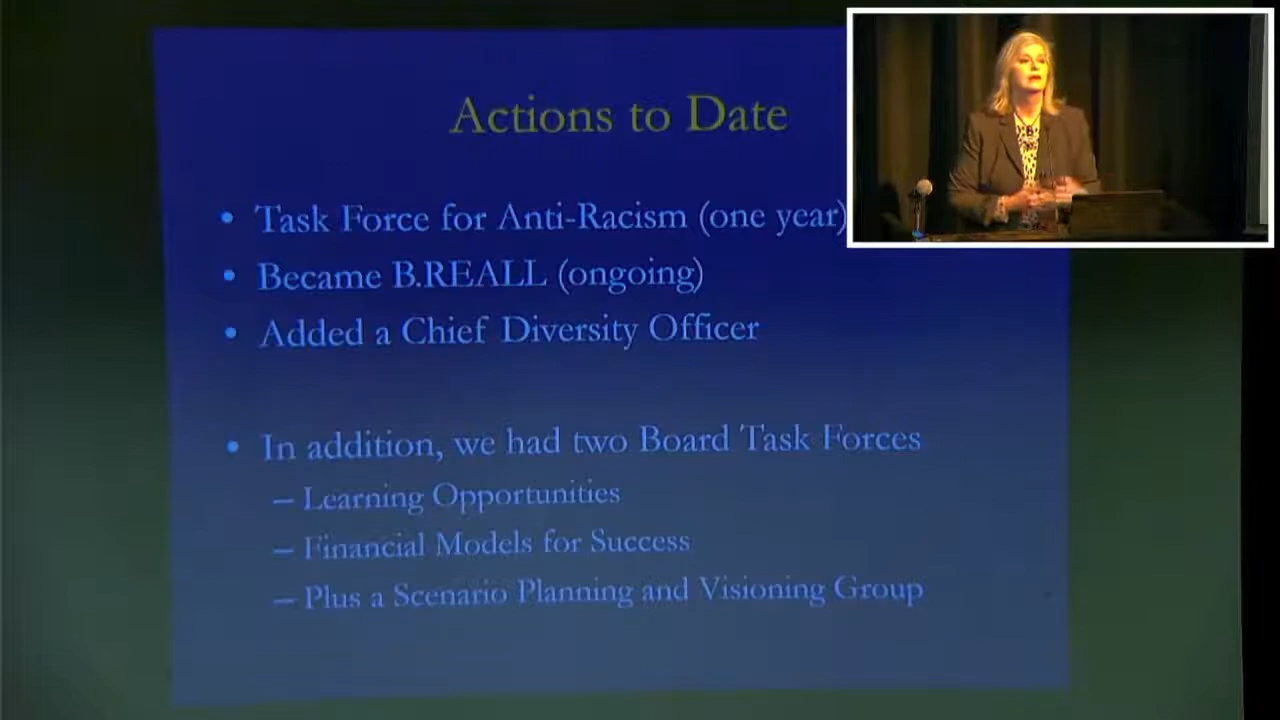 Actions to Date
• Task Force for Anti-Racism (one year)
• Became B.REALL (ongoing)
• Added a Chief Diversity Officer
• In addition, we had two Board Task Forces
– Learning Opportunities
– Financial Models for Success
– Plus a Scenario Planning and Visioning Group